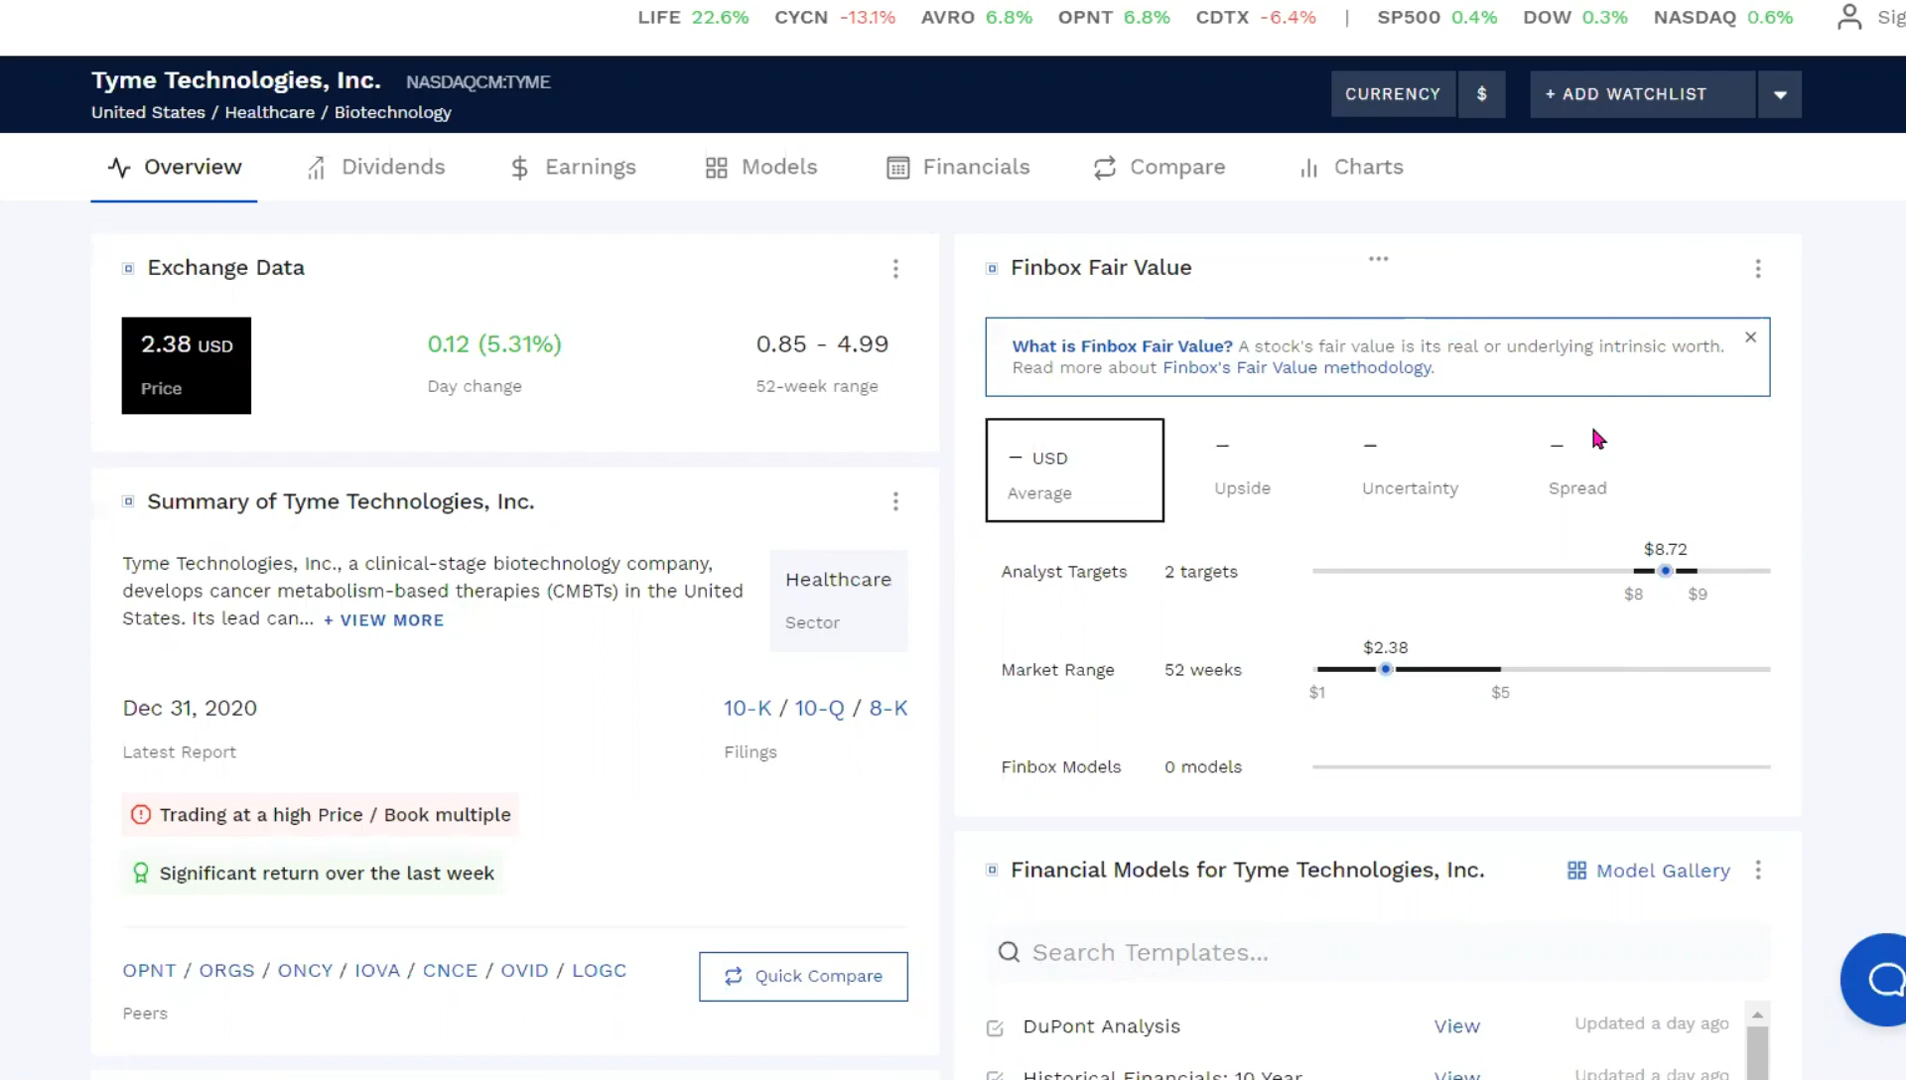 LIFE 22.6% CYCN -13.1% AVRO 6.8% OPNT 6.8% CDTX -6.4% | SP500 0.4% DOW 0.3% NASDAQ 0.6%
Tyme Technologies, Inc. NASDAQCM:TYME
United States / Healthcare / Biotechnology
CURRENCY $ + ADD WATCHLIST
Overview Dividends Earnings Models Financials Compare Charts
Exchange Data
2.38 USD
Price
0.12 (5.31%)
Day change
0.85 - 4.99
52-week range
Summary of Tyme Technologies, Inc.
Tyme Technologies, Inc., a clinical-stage biotechnology company,
develops cancer metabolism-based therapies (CMBTs) in the United
States. Its lead can... + VIEW MORE
Healthcare
Sector
Dec 31, 2020
Latest Report
10-K / 10-Q / 8-K
Filings
Trading at a high Price / Book multiple
Significant return over the last week
OPNT / ORGS / ONCY / IOVA / CNCE / OVID / LOGC
Peers
Quick Compare
Finbox Fair Value
What is Finbox Fair Value? A stock's fair value is its real or underlying intrinsic worth.
Read more about Finbox's Fair Value methodology.
— USD
Average
—
Upside
—
Uncertainty
—
Spread
Analyst Targets 2 targets
$8.72
$8 $9
Market Range 52 weeks
$2.38
$1 $5
Finbox Models 0 models
Financial Models for Tyme Technologies, Inc. Model Gallery
Search Templates...
DuPont Analysis View Updated a day ago
Historical Financials: 10 Year View Updated a day ago